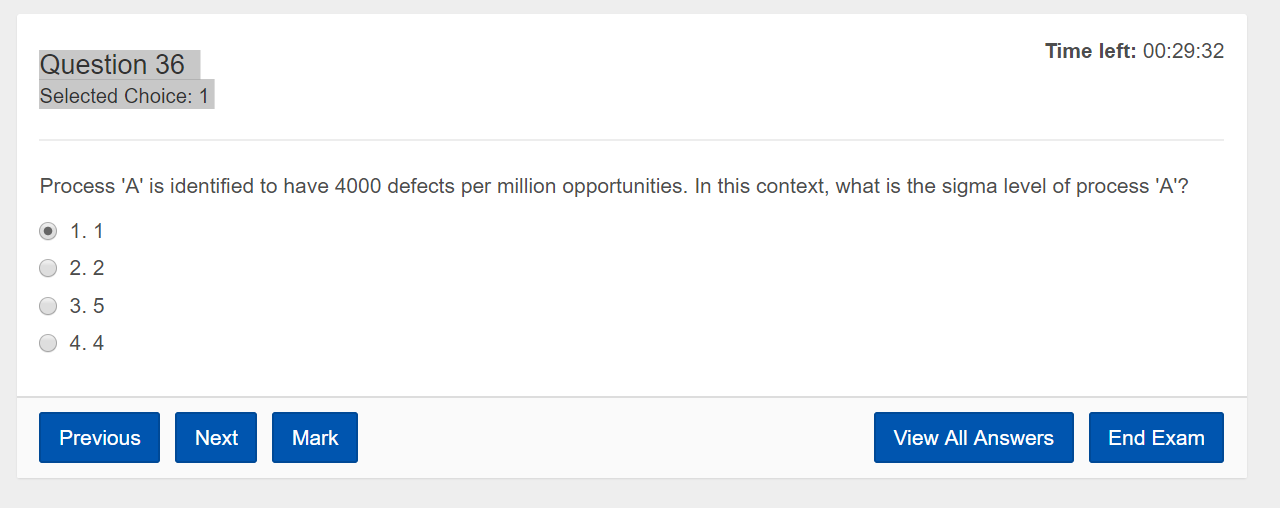 Question 36
Selected Choice: 1
Time left: 00:29:32
Process 'A' is identified to have 4000 defects per million opportunities. In this context, what is the sigma level of process 'A'?
1. 1
2. 2
3. 5
4. 4
Previous
Next
Mark
View All Answers
End Exam